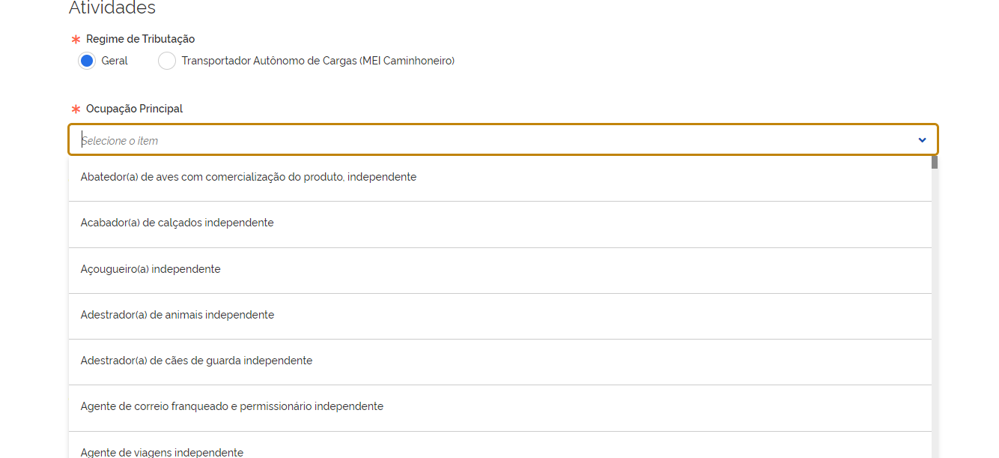 Atividades
* Regime de Tributação
Geral Transportador Autônomo de Cargas (MEI Caminhoneiro)
* Ocupação Principal
Selecione o item
Abatedor(a) de aves com comercialização do produto, independente
Acabador(a) de calçados independente
Açougueiro(a) independente
Adestrador(a) de animais independente
Adestrador(a) de cães de guarda independente
Agente de correio franqueado e permissionário independente
Agente de viagens independente